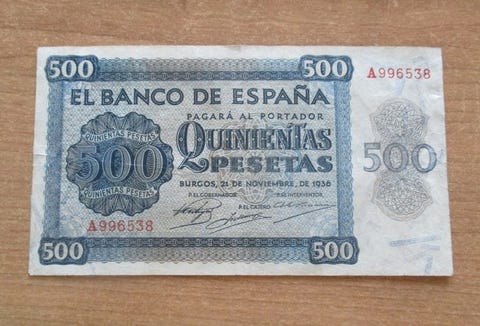 500 500
A996538
EL BANCO DE ESPAÑA
PAGARÁ AL PORTADOR
QUINIENTAS PESETAS
500
QUINIENTAS
PESETAS
500
QUINIENTAS PESETAS
BURGOS, 21 DE NOVIEMBRE, DE 1936
P. EL GOBERNADOR P. EL INTERVENTOR
P. EL CAJERO
A996538
500 500